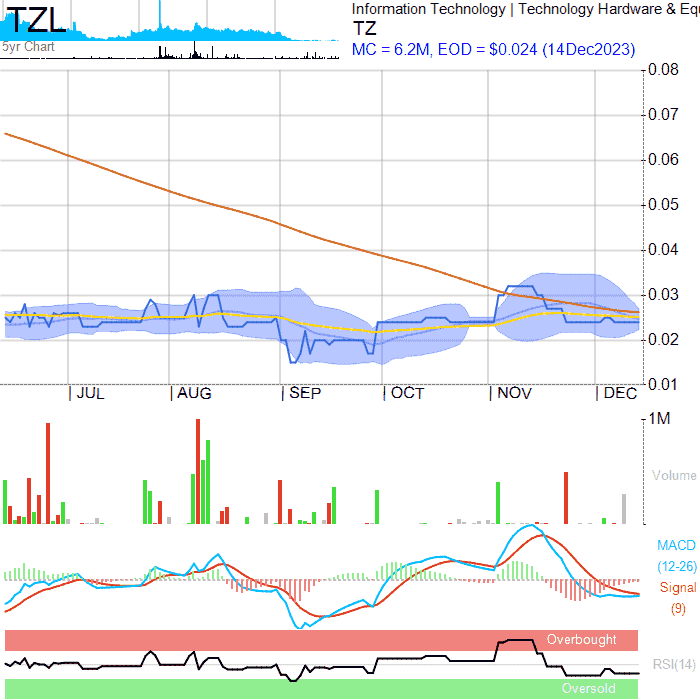 TZL
5yr Chart
Information Technology | Technology Hardware & Equ
TZ
MC = 6.2M, EOD = $0.024 (14Dec2023)
0.08
0.07
0.06
0.05
0.04
0.03
0.02
0.01
| JUL | AUG | SEP | OCT | NOV | DEC
1M
Volume
MACD
(12-26)
Signal
(9)
Overbought
RSI(14)
Oversold